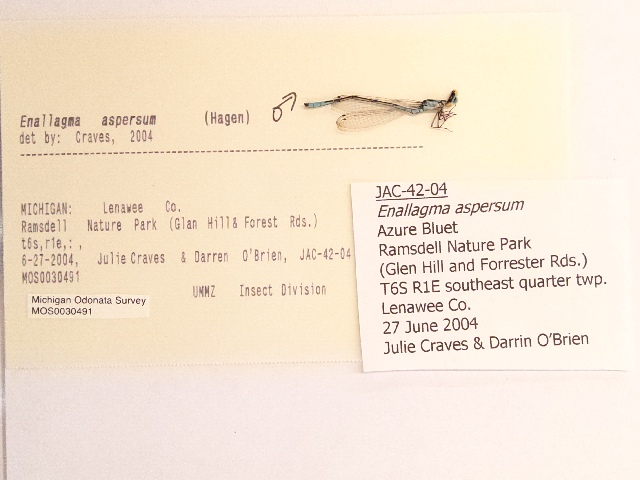 Enallagma aspersum (Hagen) ♂
det by: Craves, 2004
MICHIGAN: Lenawee Co.
Ramsdell Nature Park (Glan Hill & Forest Rds.)
t6s,r1e,: ,
6-27-2004, Julie Craves & Darren O'Brien, JAC-42-04
MOS0030491
UMMZ Insect Division
Michigan Odonata Survey
MOS0030491
JAC-42-04
Enallagma aspersum
Azure Bluet
Ramsdell Nature Park
(Glen Hill and Forrester Rds.)
T6S R1E southeast quarter twp.
Lenawee Co.
27 June 2004
Julie Craves & Darrin O'Brien